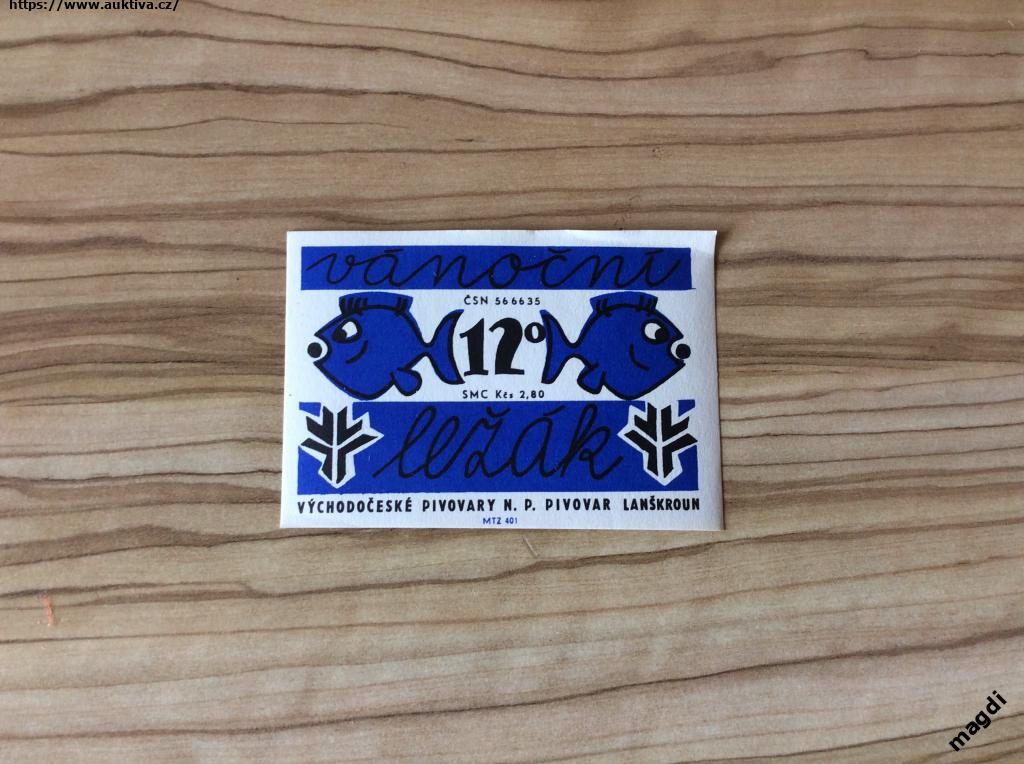 https://www.auktiva.cz/
vánoční
ČSN 566635
12°
SMC Kčs 2,80
ležák
VÝCHODOČESKÉ PIVOVARY N. P. PIVOVAR LANŠKROUN
MTZ 401
magdi